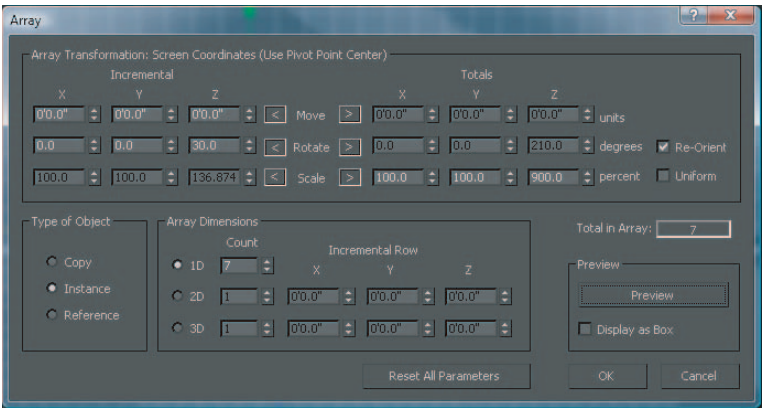 Array
Array Transformation: Screen Coordinates (Use Pivot Point Center)
Incremental Totals
X Y Z X Y Z
0'0.0" 0'0.0" 0'0.0" < Move > 0'0.0" 0'0.0" 0'0.0" units
0.0 0.0 30.0 < Rotate > 0.0 0.0 210.0 degrees Re-Orient
100.0 100.0 136.874 < Scale > 100.0 100.0 900.0 percent Uniform
Type of Object
Copy
Instance
Reference
Array Dimensions
Count
Incremental Row
1D 7 X Y Z
2D 1 0'0.0" 0'0.0" 0'0.0"
3D 1 0'0.0" 0'0.0" 0'0.0"
Total in Array: 7
Preview
Preview
Display as Box
Reset All Parameters OK Cancel